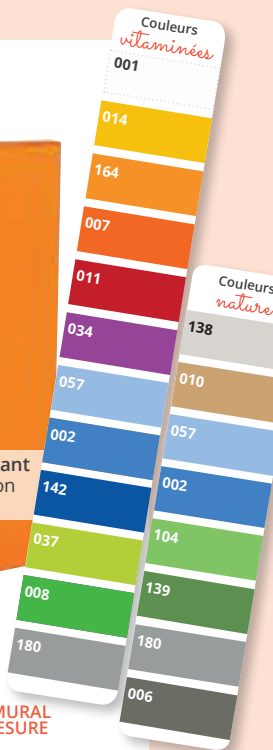 Couleurs
vitaminées
001
014
164
007
011
034
057
002
142
037
008
180
Couleurs
nature
138
010
057
002
104
139
180
006
ant
on
MURAL
ESURE